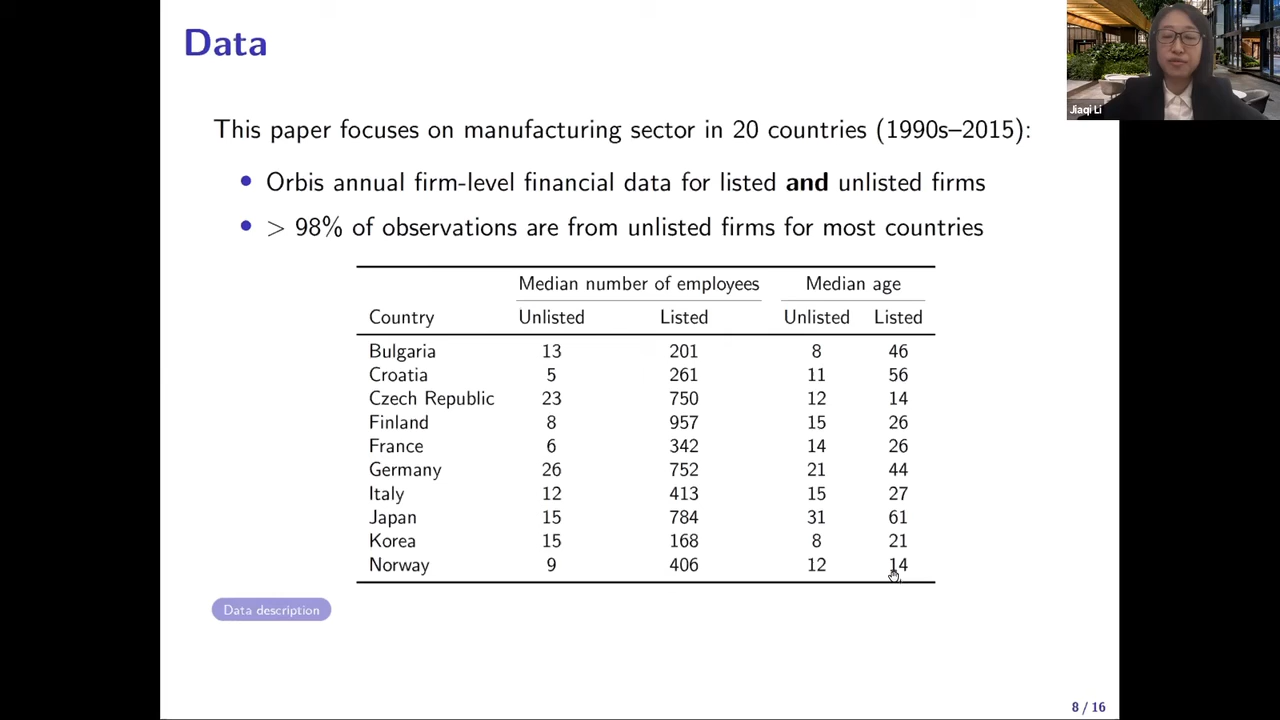 Data
Jiaqi Li
This paper focuses on manufacturing sector in 20 countries (1990s–2015):
• Orbis annual firm-level financial data for listed and unlisted firms
• > 98% of observations are from unlisted firms for most countries
Median number of employees Median age
Country Unlisted Listed Unlisted Listed
Bulgaria 13 201 8 46
Croatia 5 261 11 56
Czech Republic 23 750 12 14
Finland 8 957 15 26
France 6 342 14 26
Germany 26 752 21 44
Italy 12 413 15 27
Japan 15 784 31 61
Korea 15 168 8 21
Norway 9 406 12 14
Data description
8 / 16